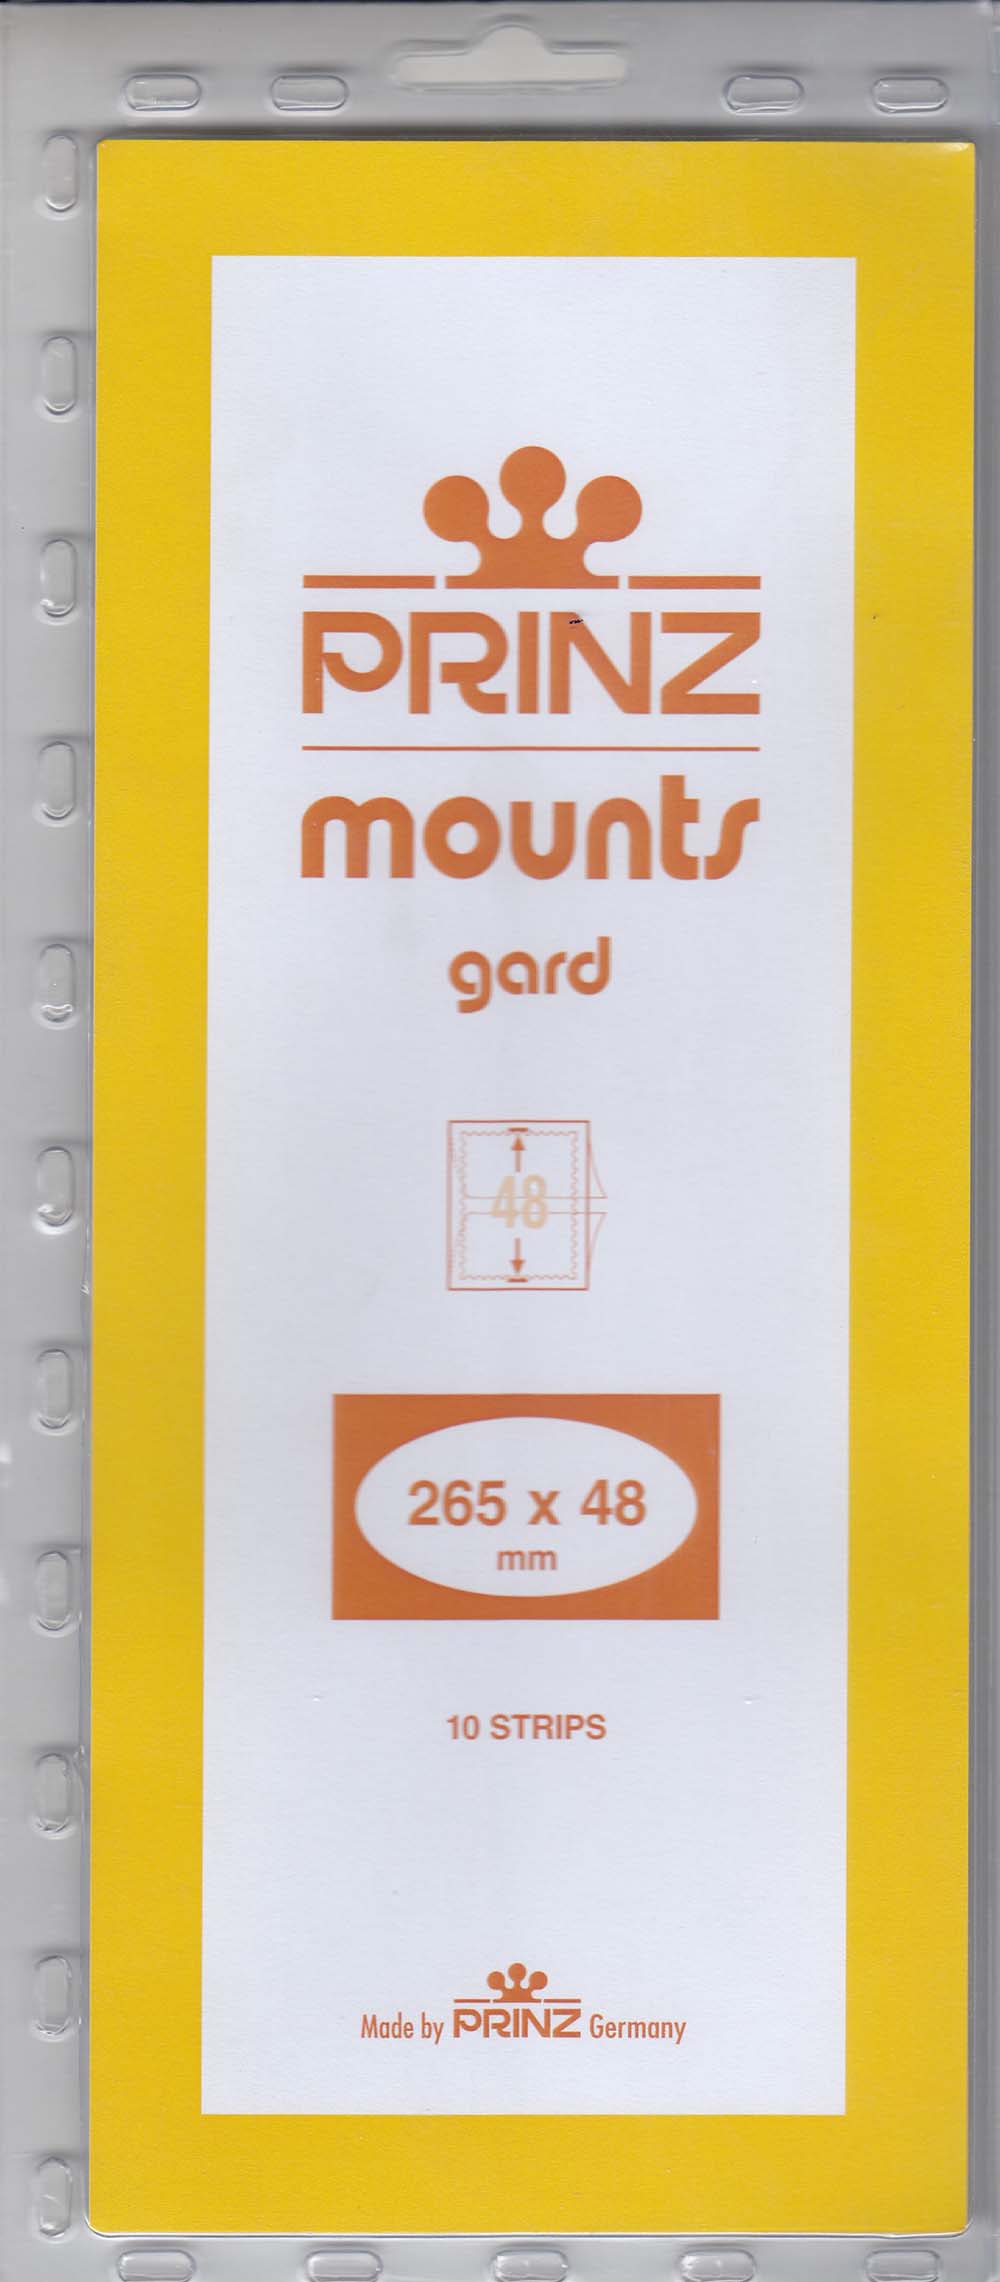 PRINZ
mounts
gard
48
265 x 48
mm
10 STRIPS
Made by PRINZ Germany